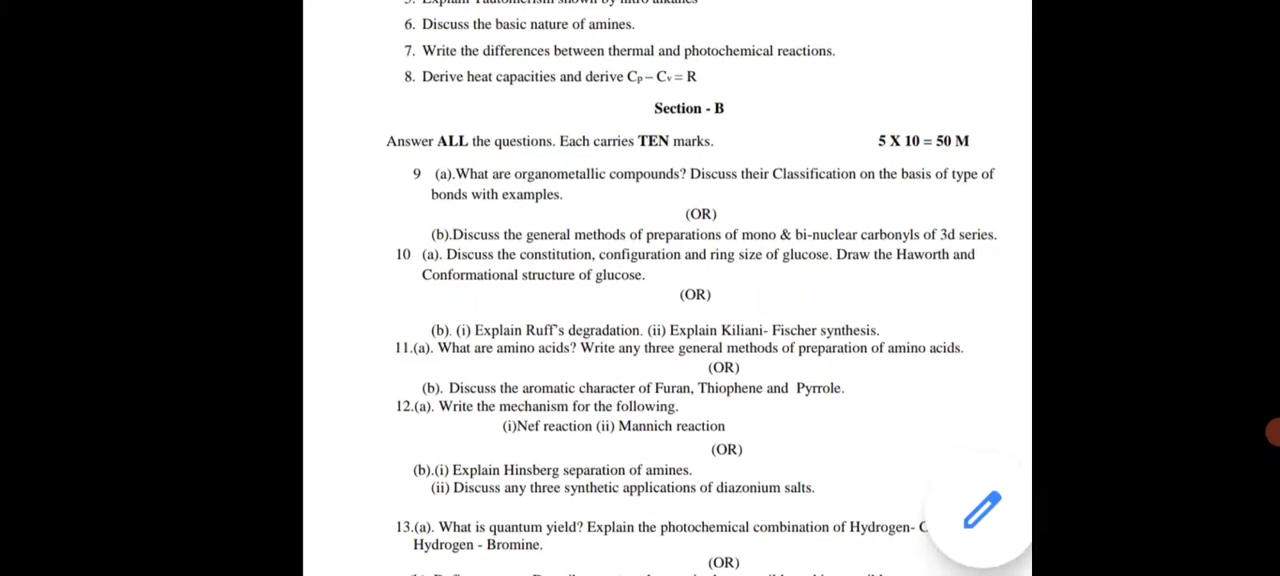 6. Discuss the basic nature of amines.
7. Write the differences between thermal and photochemical reactions.
8. Derive heat capacities and derive Cp – Cv = R
Section - B
Answer ALL the questions. Each carries TEN marks. 5 X 10 = 50 M
9 (a).What are organometallic compounds? Discuss their Classification on the basis of type of
bonds with examples.
(OR)
(b).Discuss the general methods of preparations of mono & bi-nuclear carbonyls of 3d series.
10 (a). Discuss the constitution, configuration and ring size of glucose. Draw the Haworth and
Conformational structure of glucose.
(OR)
(b). (i) Explain Ruff's degradation. (ii) Explain Kiliani- Fischer synthesis.
11.(a). What are amino acids? Write any three general methods of preparation of amino acids.
(OR)
(b). Discuss the aromatic character of Furan, Thiophene and Pyrrole.
12.(a). Write the mechanism for the following.
(i)Nef reaction (ii) Mannich reaction
(OR)
(b).(i) Explain Hinsberg separation of amines.
(ii) Discuss any three synthetic applications of diazonium salts.
13.(a). What is quantum yield? Explain the photochemical combination of Hydrogen-
Hydrogen - Bromine.
(OR)